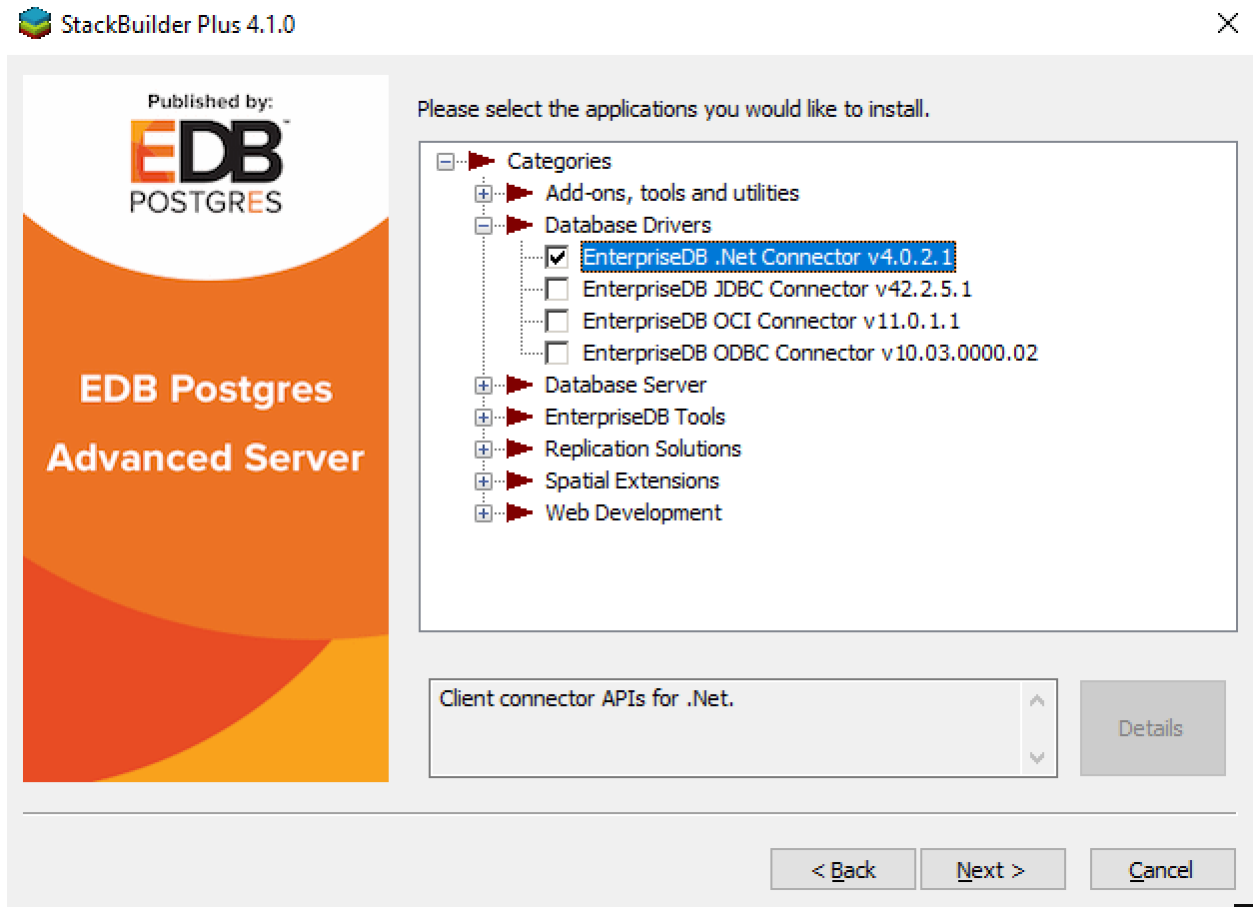 StackBuilder Plus 4.1.0
Published by:
EDB™
POSTGRES
EDB Postgres
Advanced Server
Please select the applications you would like to install.
Categories
Add-ons, tools and utilities
Database Drivers
EnterpriseDB .Net Connector v4.0.2.1
EnterpriseDB JDBC Connector v42.2.5.1
EnterpriseDB OCI Connector v11.0.1.1
EnterpriseDB ODBC Connector v10.03.0000.02
Database Server
EnterpriseDB Tools
Replication Solutions
Spatial Extensions
Web Development
Client connector APIs for .Net.
Details
< Back
Next >
Cancel